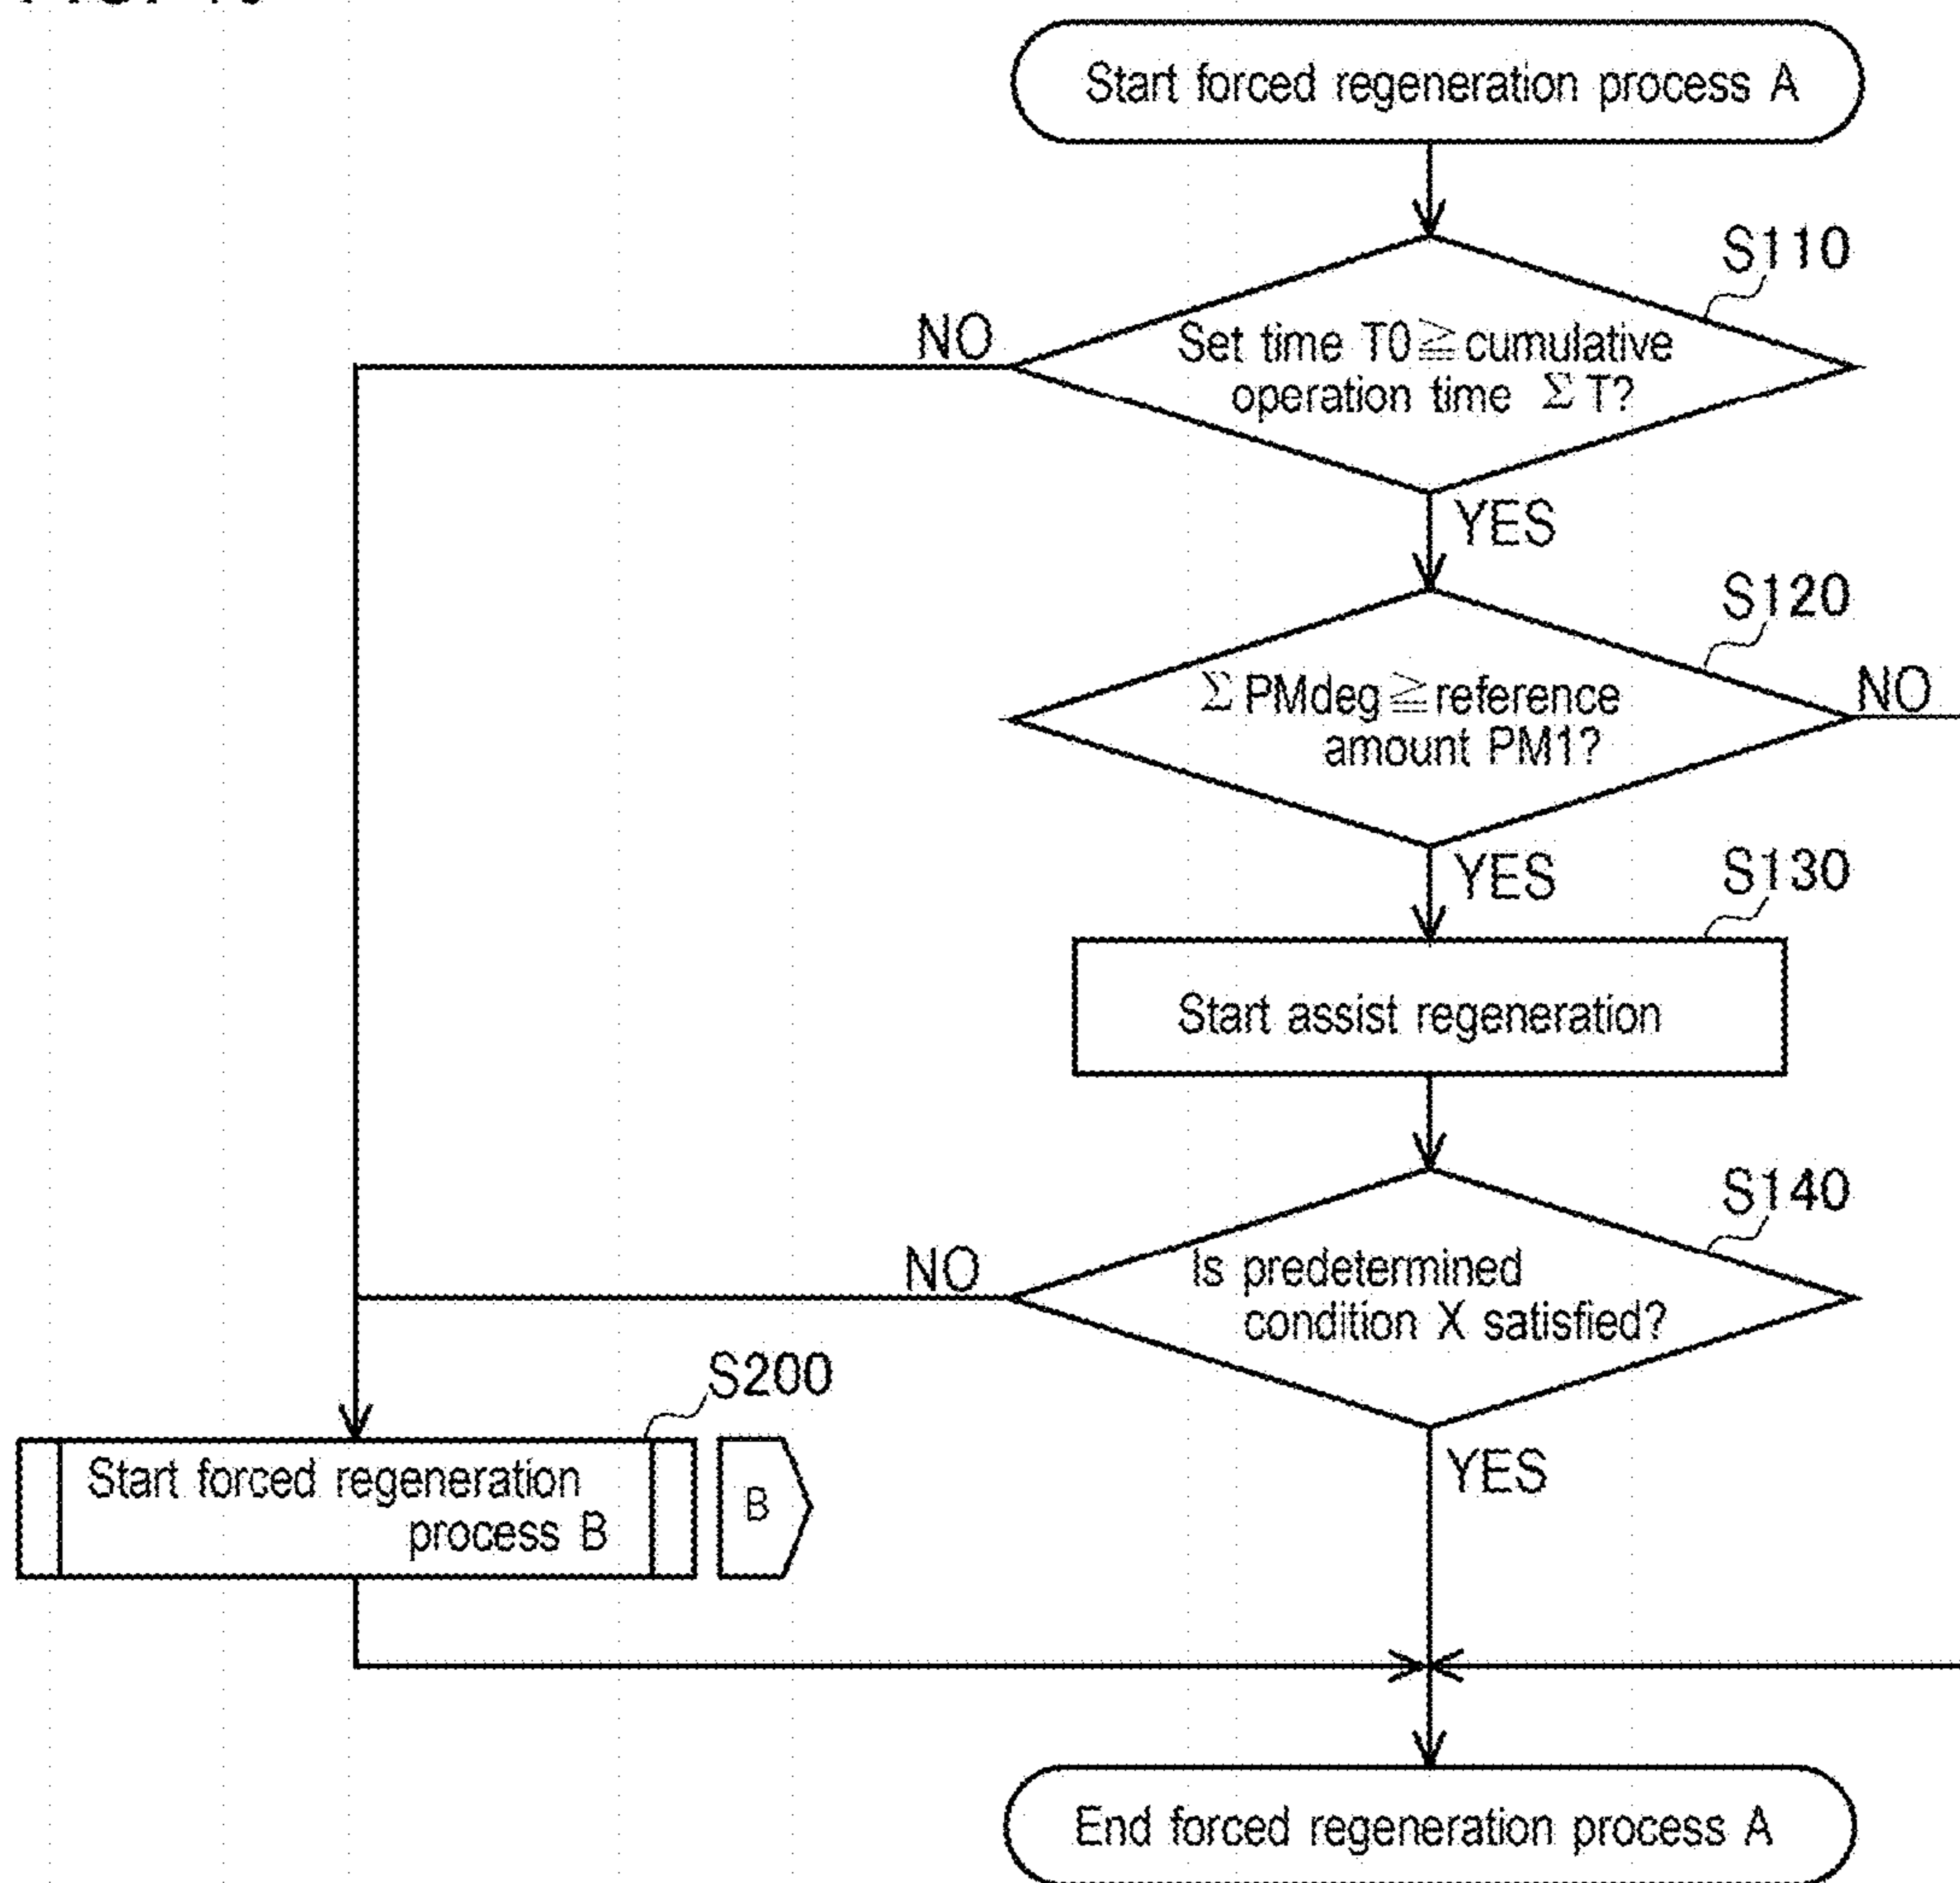 Start forced regeneration process A
S110
NO
Set time T0≧cumulative
operation time ΣT?
YES
S120
ΣPMdeg≧reference
amount PM1?
NO
YES
S130
Start assist regeneration
S140
Is predetermined
condition X satisfied?
NO
YES
S200
Start forced regeneration
process B
B
End forced regeneration process A